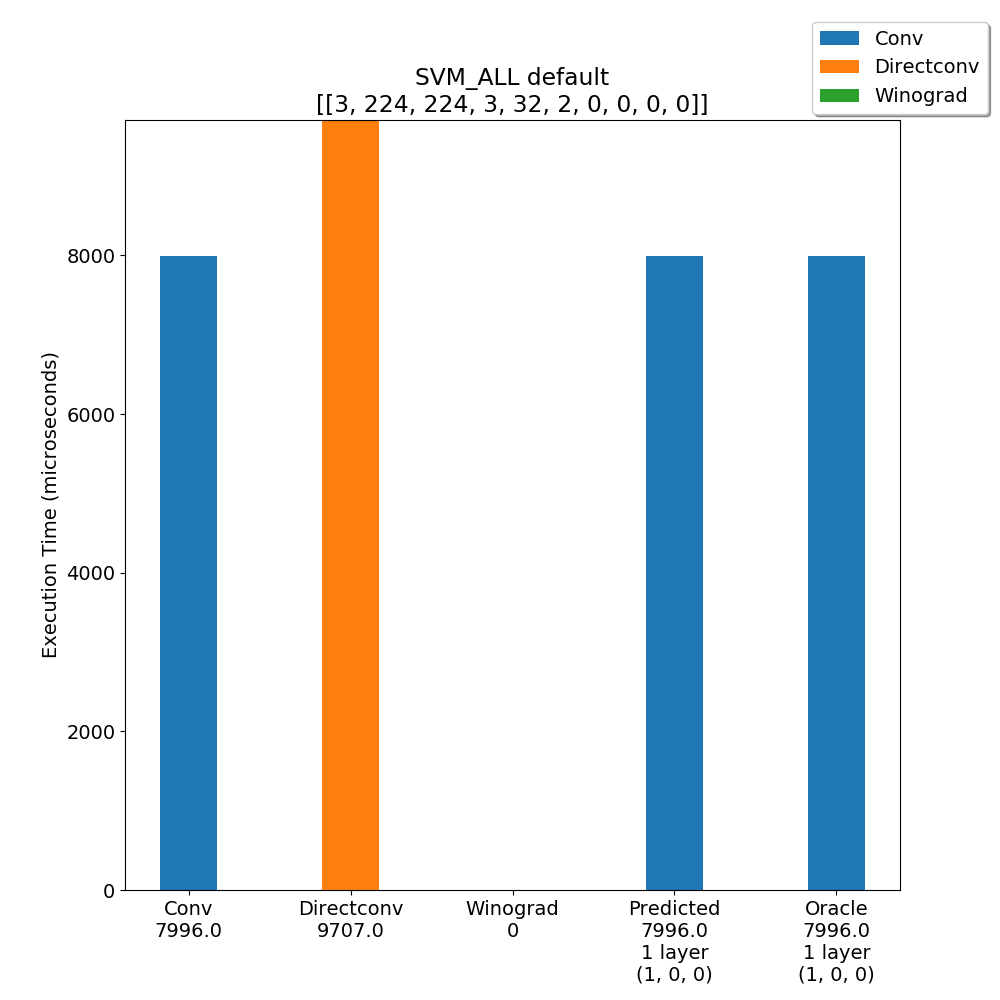 Conv
Directconv
Winograd
SVM_ALL default
[[3, 224, 224, 3, 32, 2, 0, 0, 0, 0]]
Execution Time (microseconds)
8000
6000
4000
2000
0
Conv
7996.0
Directconv
9707.0
Winograd
0
Predicted
7996.0
1 layer
(1, 0, 0)
Oracle
7996.0
1 layer
(1, 0, 0)